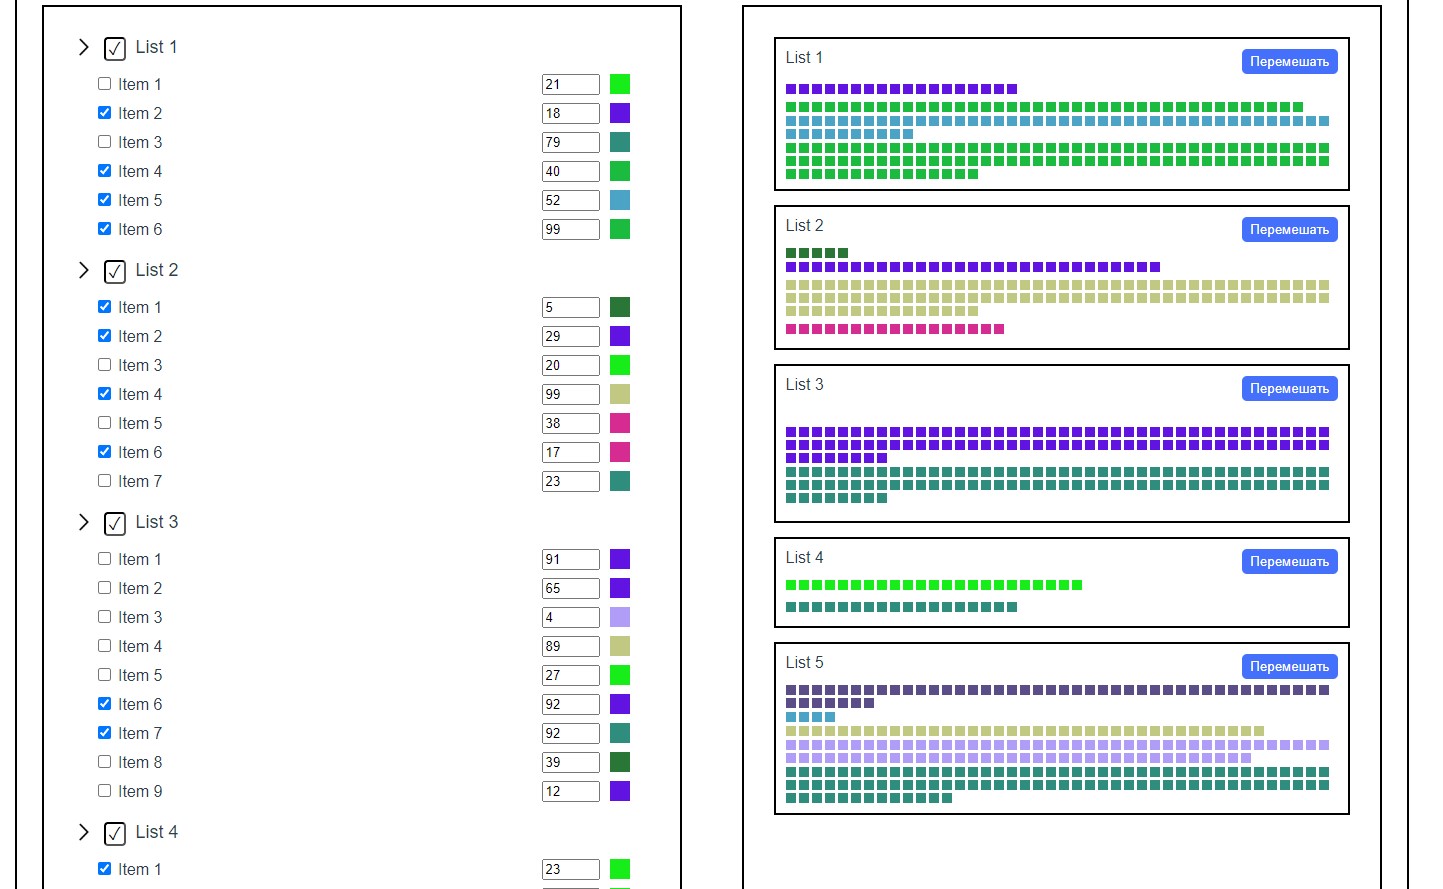 List 1
Item 1 21
Item 2 18
Item 3 79
Item 4 40
Item 5 52
Item 6 99
List 2
Item 1 5
Item 2 29
Item 3 20
Item 4 99
Item 5 38
Item 6 17
Item 7 23
List 3
Item 1 91
Item 2 65
Item 3 4
Item 4 89
Item 5 27
Item 6 92
Item 7 92
Item 8 39
Item 9 12
List 4
Item 1 23
List 1 Перемешать
List 2 Перемешать
List 3 Перемешать
List 4 Перемешать
List 5 Перемешать